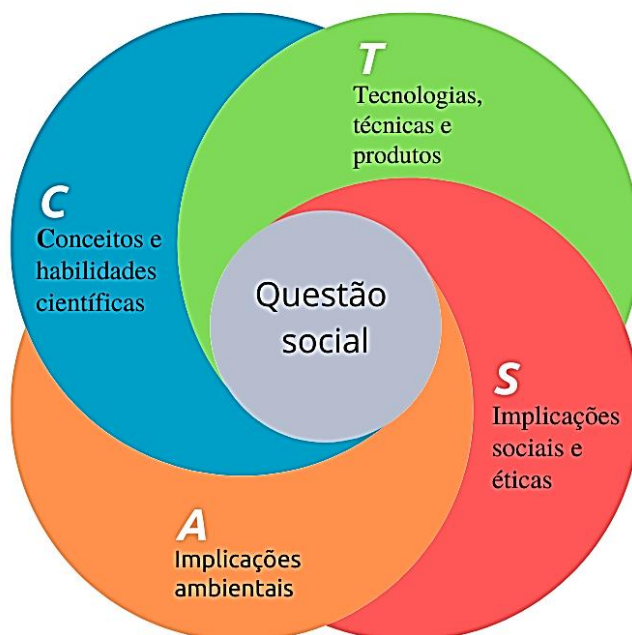 T
Tecnologias,
técnicas e
produtos
C
Conceitos e
habilidades
científicas
Questão
social
S
Implicações
sociais e
éticas
A
Implicações
ambientais